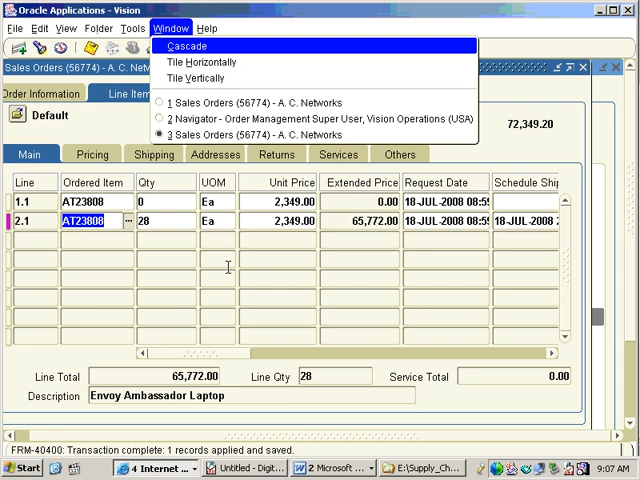 Oracle Applications - Vision
File Edit View Folder Tools Window Help
Cascade
Tile Horizontally
Tile Vertically
1 Sales Orders (56774) - A. C. Networks
2 Navigator - Order Management Super User, Vision Operations (USA)
3 Sales Orders (56774) - A. C. Networks
Sales Orders (56774) - A. C. Netw
Order Information Line Item
Default 72,349.20
Main Pricing Shipping Addresses Returns Services Others
Line Ordered Item Qty UOM Unit Price Extended Price Request Date Schedule Ship
1.1 AT23808 0 Ea 2,349.00 0.00 18-JUL-2008 08:59
2.1 AT23808 ... 28 Ea 2,349.00 65,772.00 18-JUL-2008 08:59 18-JUL-2008 2
Line Total 65,772.00 Line Qty 28 Service Total 0.00
Description Envoy Ambassador Laptop
FRM-40400: Transaction complete: 1 records applied and saved.
Start 4 Internet ... Untitled - Digit... 2 Microsoft ... E:\Supply_Ch... 9:07 AM